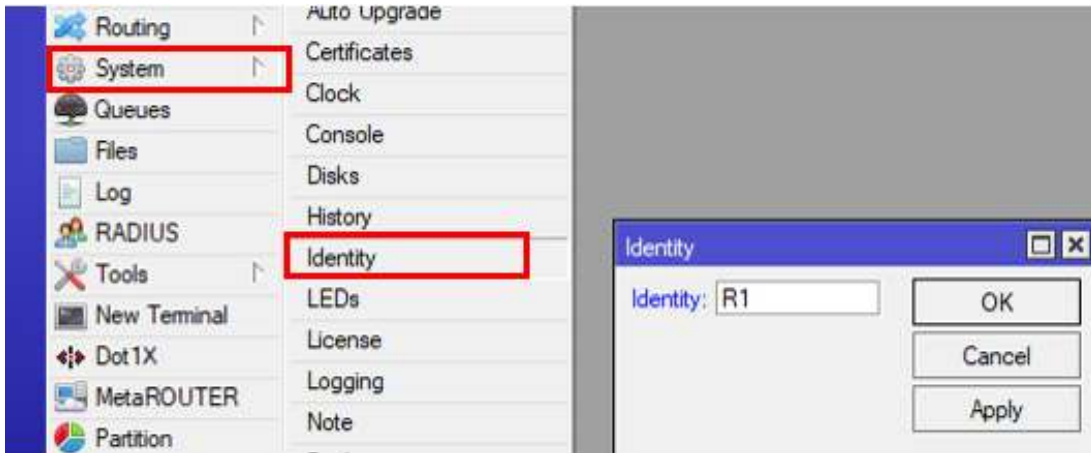 Routing
System
Queues
Files
Log
RADIUS
Tools
New Terminal
Dot1X
MetaROUTER
Partition
Auto Upgrade
Certificates
Clock
Console
Disks
History
Identity
LEDs
License
Logging
Note
Identity
Identity: R1
OK
Cancel
Apply